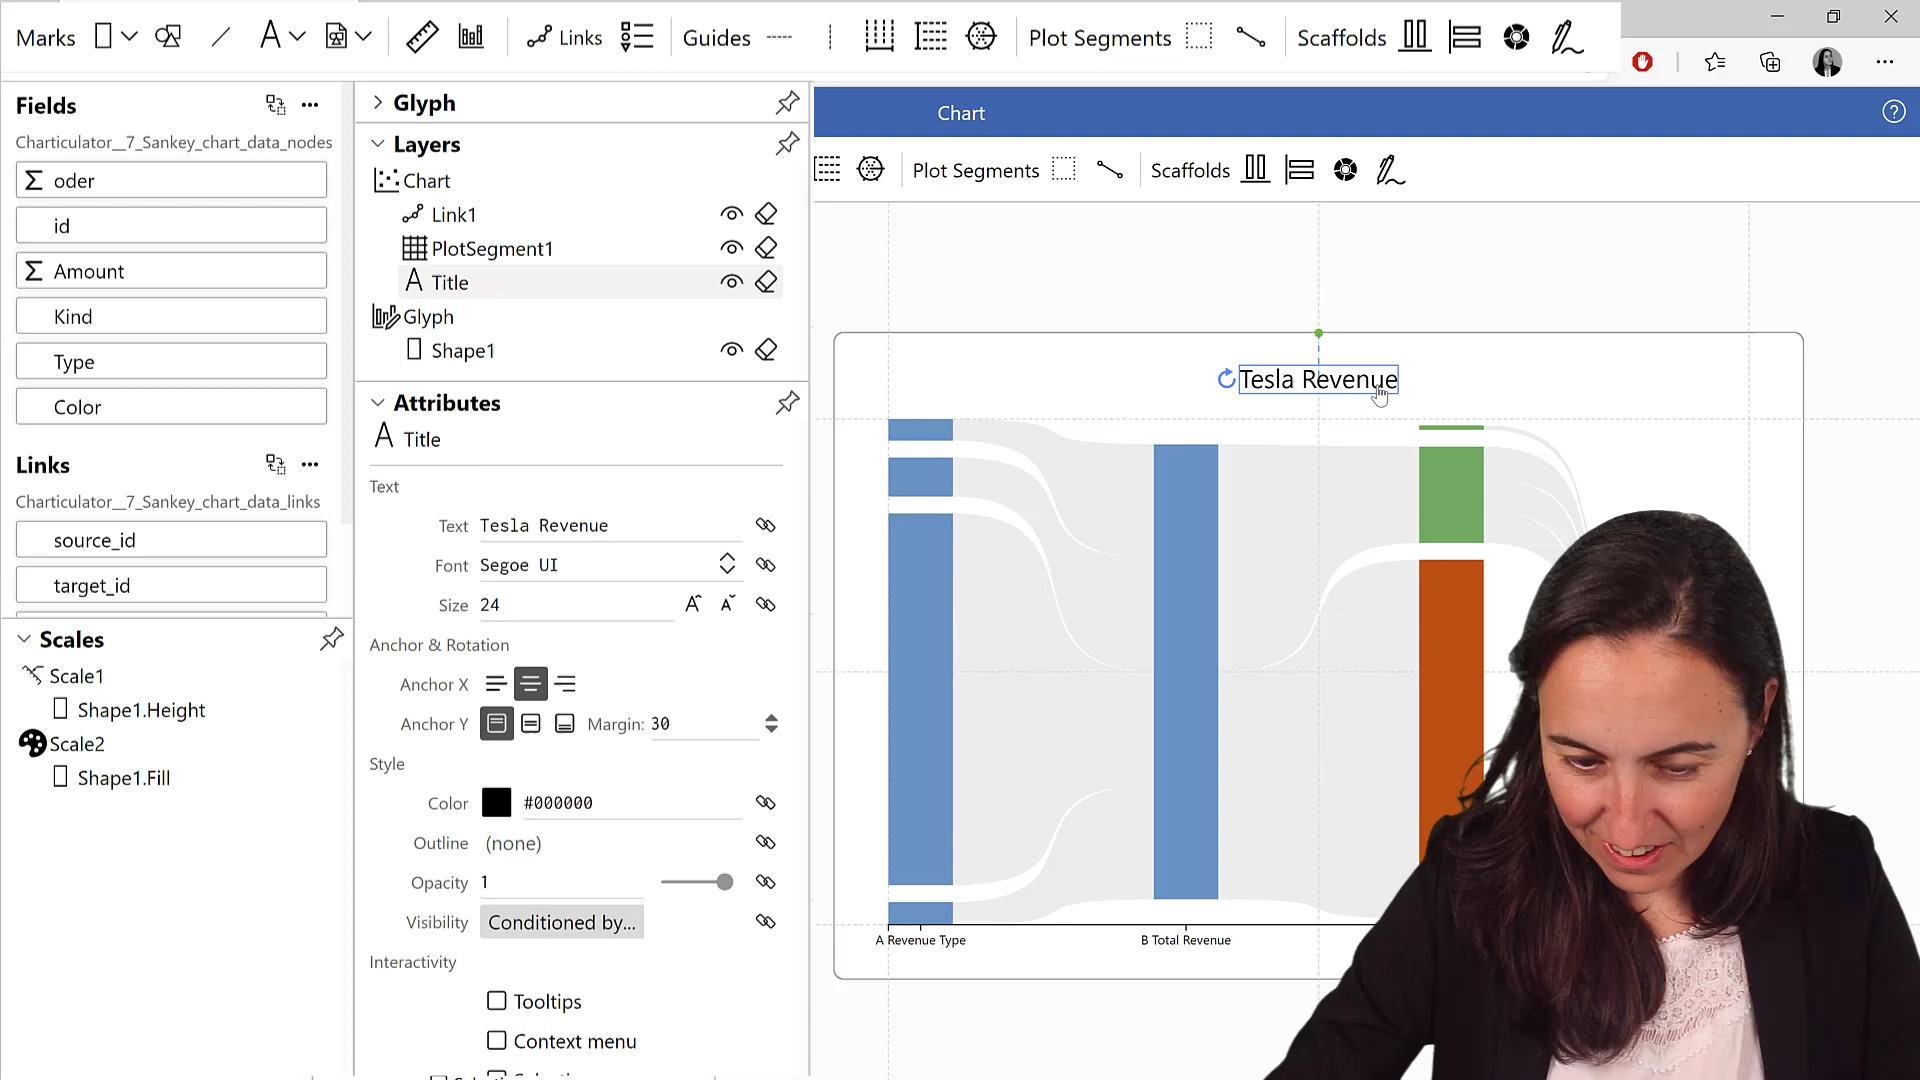 Marks
Links
Guides
Plot Segments
Scaffolds
Fields
Charticulator__7_Sankey_chart_data_nodes
Σ oder
id
Σ Amount
Kind
Type
Color
Links
Charticulator__7_Sankey_chart_data_links
source_id
target_id
Scales
Scale1
Shape1.Height
Scale2
Shape1.Fill
Glyph
Layers
Chart
Link1
PlotSegment1
A Title
Glyph
Shape1
Attributes
A Title
Text
Text Tesla Revenue
Font Segoe UI
Size 24
Anchor & Rotation
Anchor X
Anchor Y Margin: 30
Style
Color #000000
Outline (none)
Opacity 1
Visibility Conditioned by...
Interactivity
Tooltips
Context menu
Chart
Plot Segments
Scaffolds
Tesla Revenue
A Revenue Type
B Total Revenue